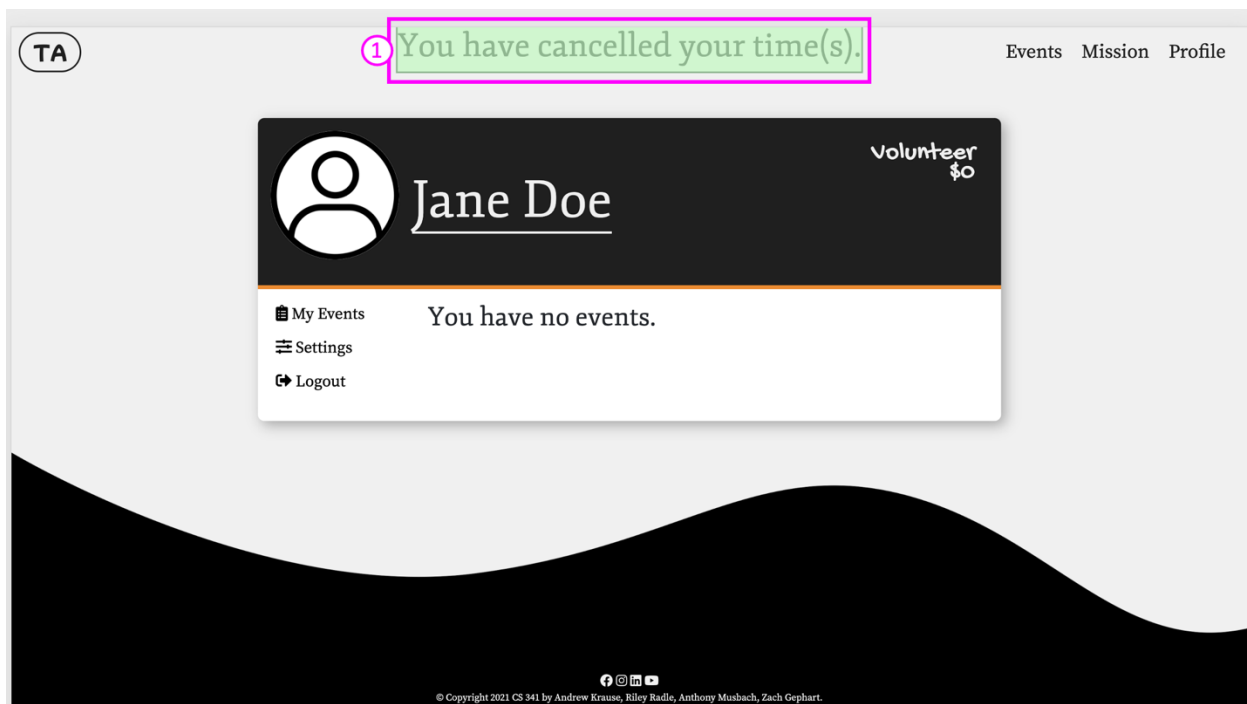 TA
1 You have cancelled your time(s).
Events Mission Profile
Volunteer
$0
Jane Doe
My Events
Settings
Logout
You have no events.
© Copyright 2021 CS 341 by Andrew Krause, Riley Radle, Anthony Musbach, Zach Gephart.